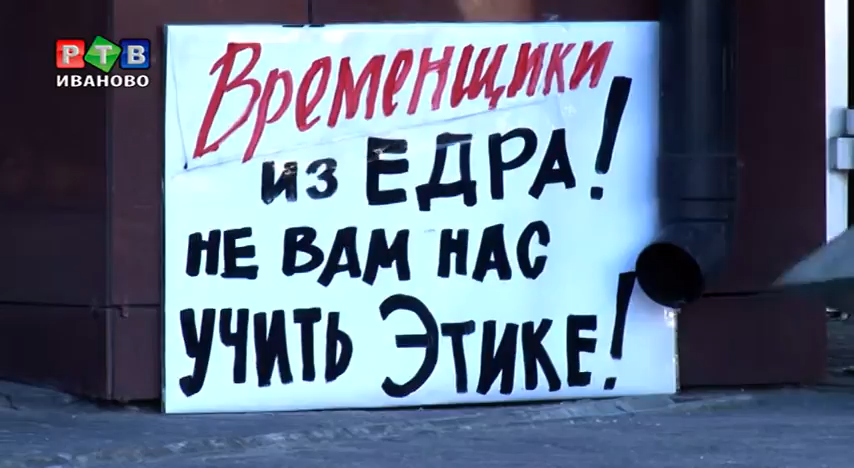 РТВ
ИВАНОВО
Временщики
из ЕДРА!
НЕ ВАМ НАС
УЧИТЬ ЭТИКЕ!